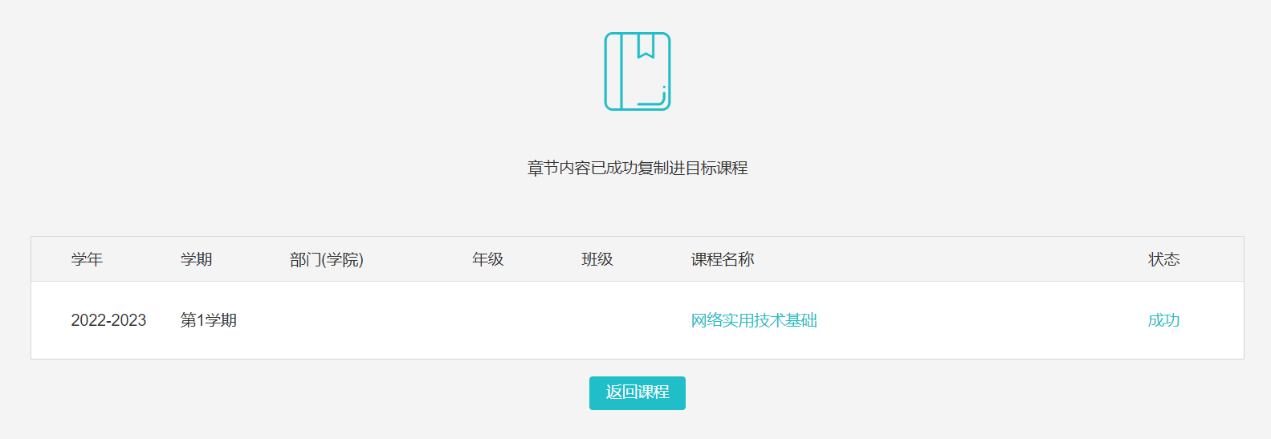 章节内容已成功复制进目标课程
学年 学期 部门(学院) 年级 班级 课程名称 状态
2022-2023 第1学期 网络实用技术基础 成功
返回课程